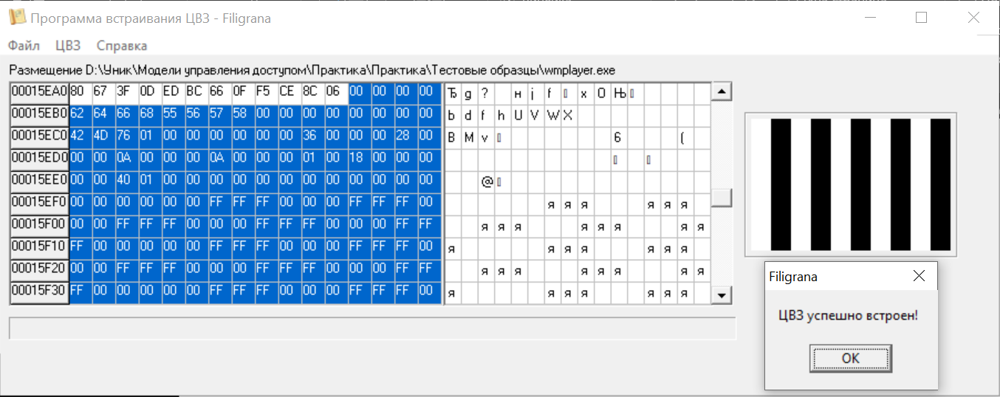 Программа встраивания ЦВЗ - Filigrana
Файл ЦВЗ Справка
Размещение D:\Уник\Модели управления доступом\Практика\Практика\Тестовые образцы\wmplayer.exe
00015EA0 80 67 3F 0D ED BC 66 0F F5 CE 8C 06 00 00 00 00 Ђ g ? н j f x О Њ
00015EB0 62 64 66 68 55 56 57 58 00 00 00 00 00 00 00 00 b d f h U V W X
00015EC0 42 4D 76 01 00 00 00 00 00 00 36 00 00 00 28 00 B M v 6 (
00015ED0 00 00 0A 00 00 00 0A 00 00 00 01 00 18 00 00 00
00015EE0 00 00 40 01 00 00 00 00 00 00 00 00 00 00 00 00 @
00015EF0 00 00 00 00 00 00 FF FF FF 00 00 00 FF FF FF 00 я я я я я я
00015F00 00 00 FF FF FF 00 00 00 FF FF FF 00 00 00 FF FF я я я я я я я я
00015F10 FF 00 00 00 00 00 FF FF FF 00 00 00 FF FF FF 00 я я я я я я я
00015F20 00 00 FF FF FF 00 00 00 FF FF FF 00 00 00 FF FF я я я я я я я я
00015F30 FF 00 00 00 00 00 FF FF FF 00 00 00 FF FF FF 00 я я я я я я я
Filigrana
ЦВЗ успешно встроен!
OK